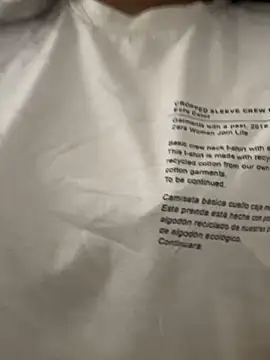 CROPPED SLEEVE CREW
Garments with a past, 2016
Zara Woman Join Life
Basic crew neck t-shirt with
This t-shirt is made with recy
recycled cotton from our own
cotton garments.
To be continued.
Camiseta básica cuello caja
Esta prenda está hecha con
algodón reciclado de nuestras
de algodón ecológico.
Continuará